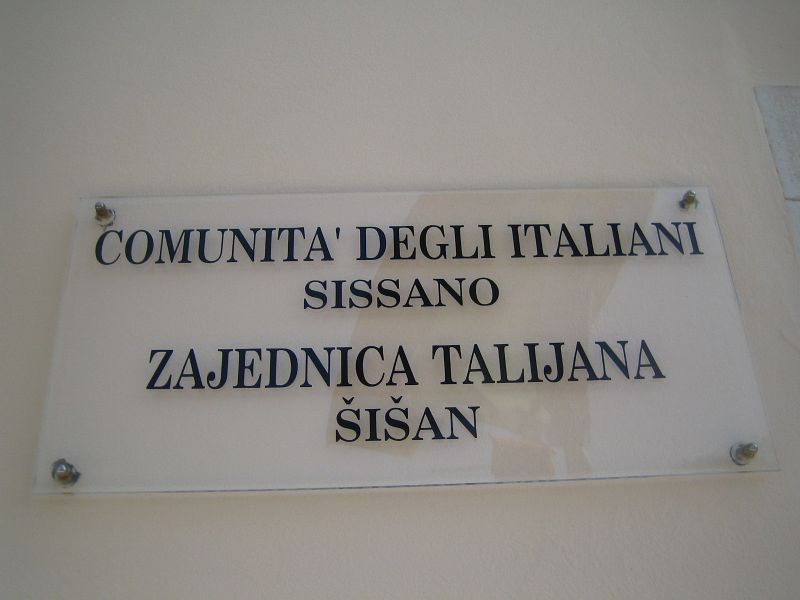 COMUNITA' DEGLI ITALIANI
SISSANO
ZAJEDNICA TALIJANA
ŠIŠAN